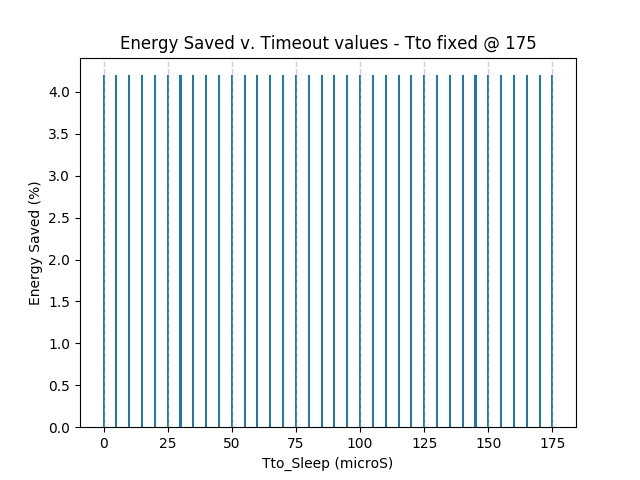 Energy Saved v. Timeout values - Tto fixed @ 175
4.0
3.5
3.0
2.5
2.0
1.5
1.0
0.5
0.0
Energy Saved (%)
0 25 50 75 100 125 150 175
Tto_Sleep (microS)